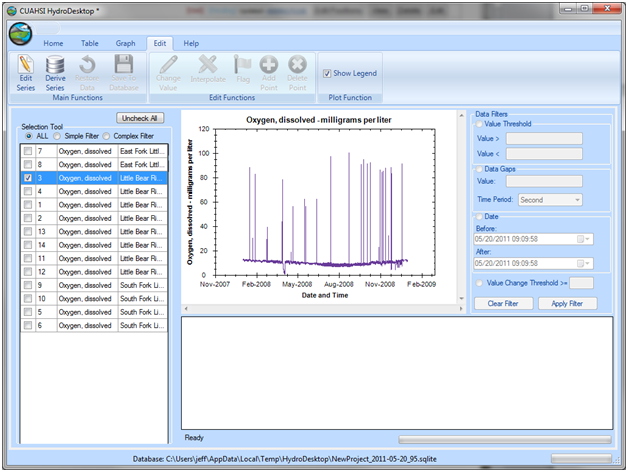 CUAHSI HydroDesktop *
Home Table Graph Edit Help
Edit Series
Derive Series
Restore Data
Save to Database
Change Value
Interpolate
Flag
Add Point
Delete Point
Show Legend
Main Functions
Edit Functions
Plot Function
Uncheck All
Selection Tool
ALL Simple Filter Complex Filter
7 Oxygen, dissolved East Fork Littl...
8 Oxygen, dissolved East Fork Littl...
3 Oxygen, dissolved Little Bear Ri...
4 Oxygen, dissolved Little Bear Ri...
1 Oxygen, dissolved Little Bear Ri...
2 Oxygen, dissolved Little Bear Ri...
13 Oxygen, dissolved Little Bear Ri...
14 Oxygen, dissolved Little Bear Ri...
11 Oxygen, dissolved Little Bear Ri...
12 Oxygen, dissolved Little Bear Ri...
9 Oxygen, dissolved South Fork Li...
10 Oxygen, dissolved South Fork Li...
5 Oxygen, dissolved South Fork Li...
6 Oxygen, dissolved South Fork Li...
Oxygen, dissolved - milligrams per liter
Oxygen, dissolved - milligrams per liter
120
100
80
60
40
20
0
Nov-2007 Feb-2008 May-2008 Aug-2008 Nov-2008 Feb-2009
Date and Time
Data Filters
Value Threshold
Value >
Value <
Data Gaps
Value:
Time Period: Second
Date
Before:
05/20/2011 09:09:58
After:
05/20/2011 09:09:58
Value Change Threshold >=
Clear Filter Apply Filter
Ready
Database: C:\Users\jeff\AppData\Local\Temp\HydroDesktop\NewProject_2011-05-20_95.sqlite